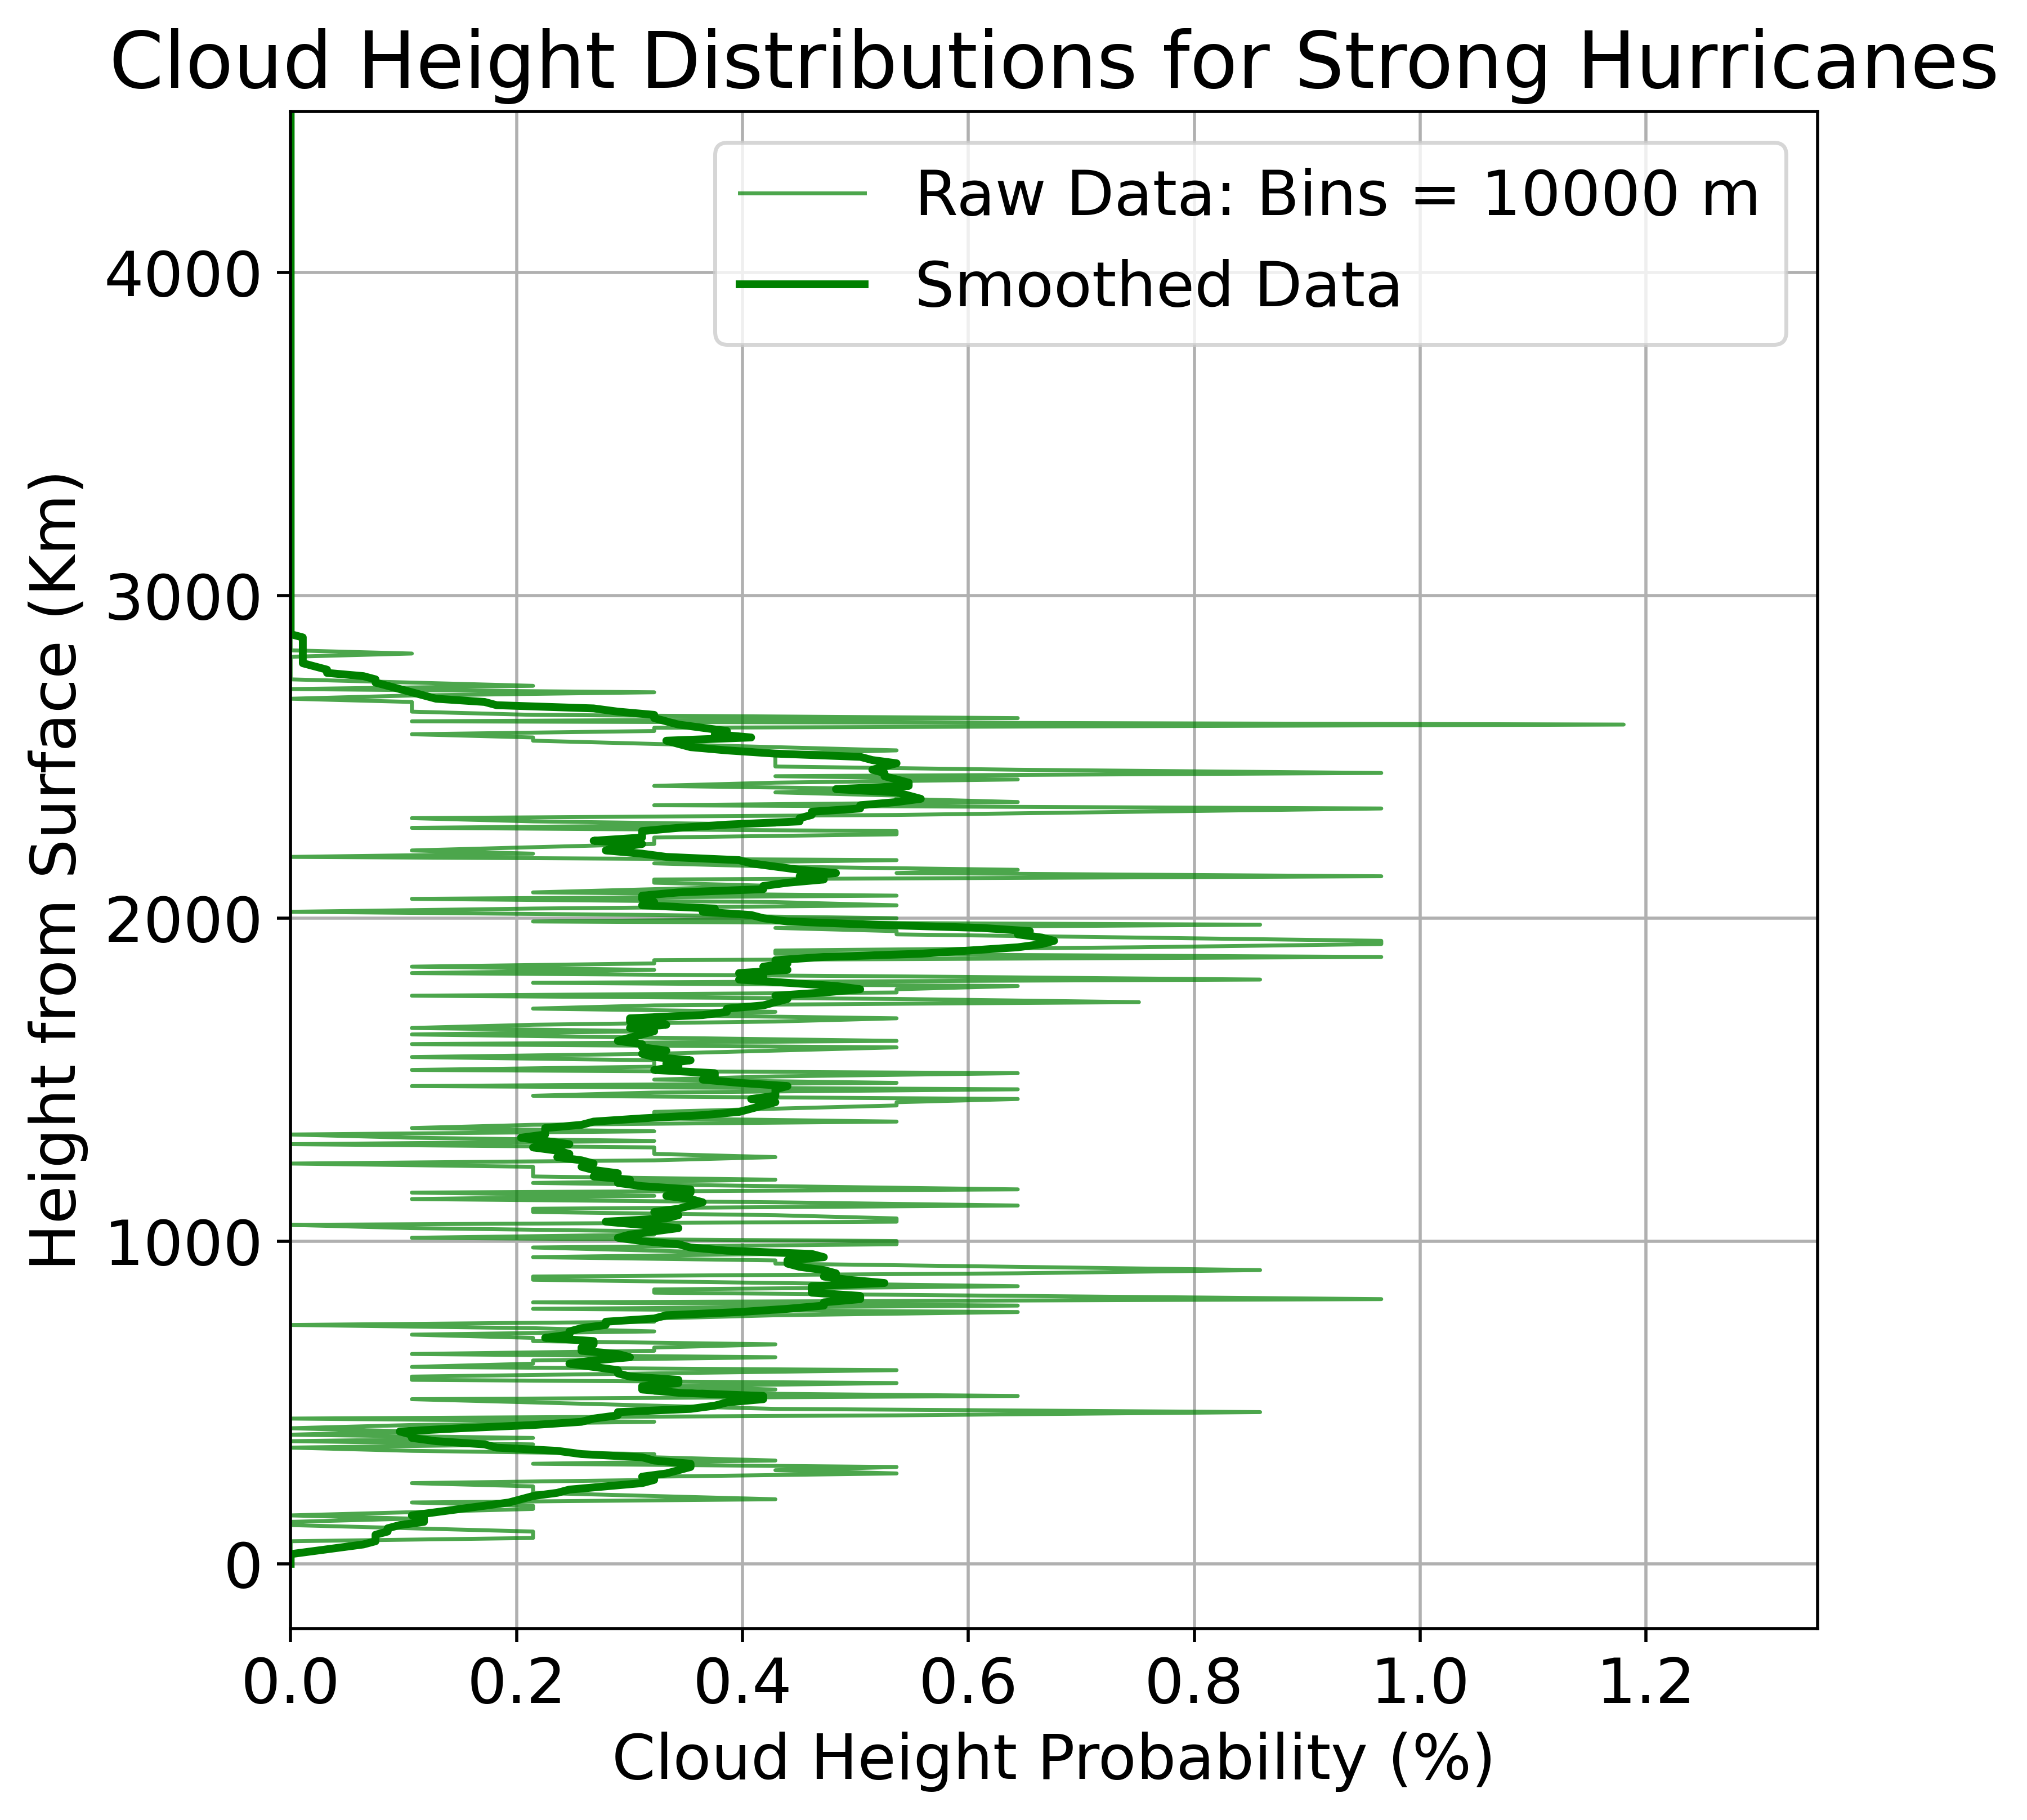 Cloud Height Distributions for Strong Hurricanes
Raw Data: Bins = 10000 m
Smoothed Data
Height from Surface (Km)
4000
3000
2000
1000
0
0.0 0.2 0.4 0.6 0.8 1.0 1.2
Cloud Height Probability (%)